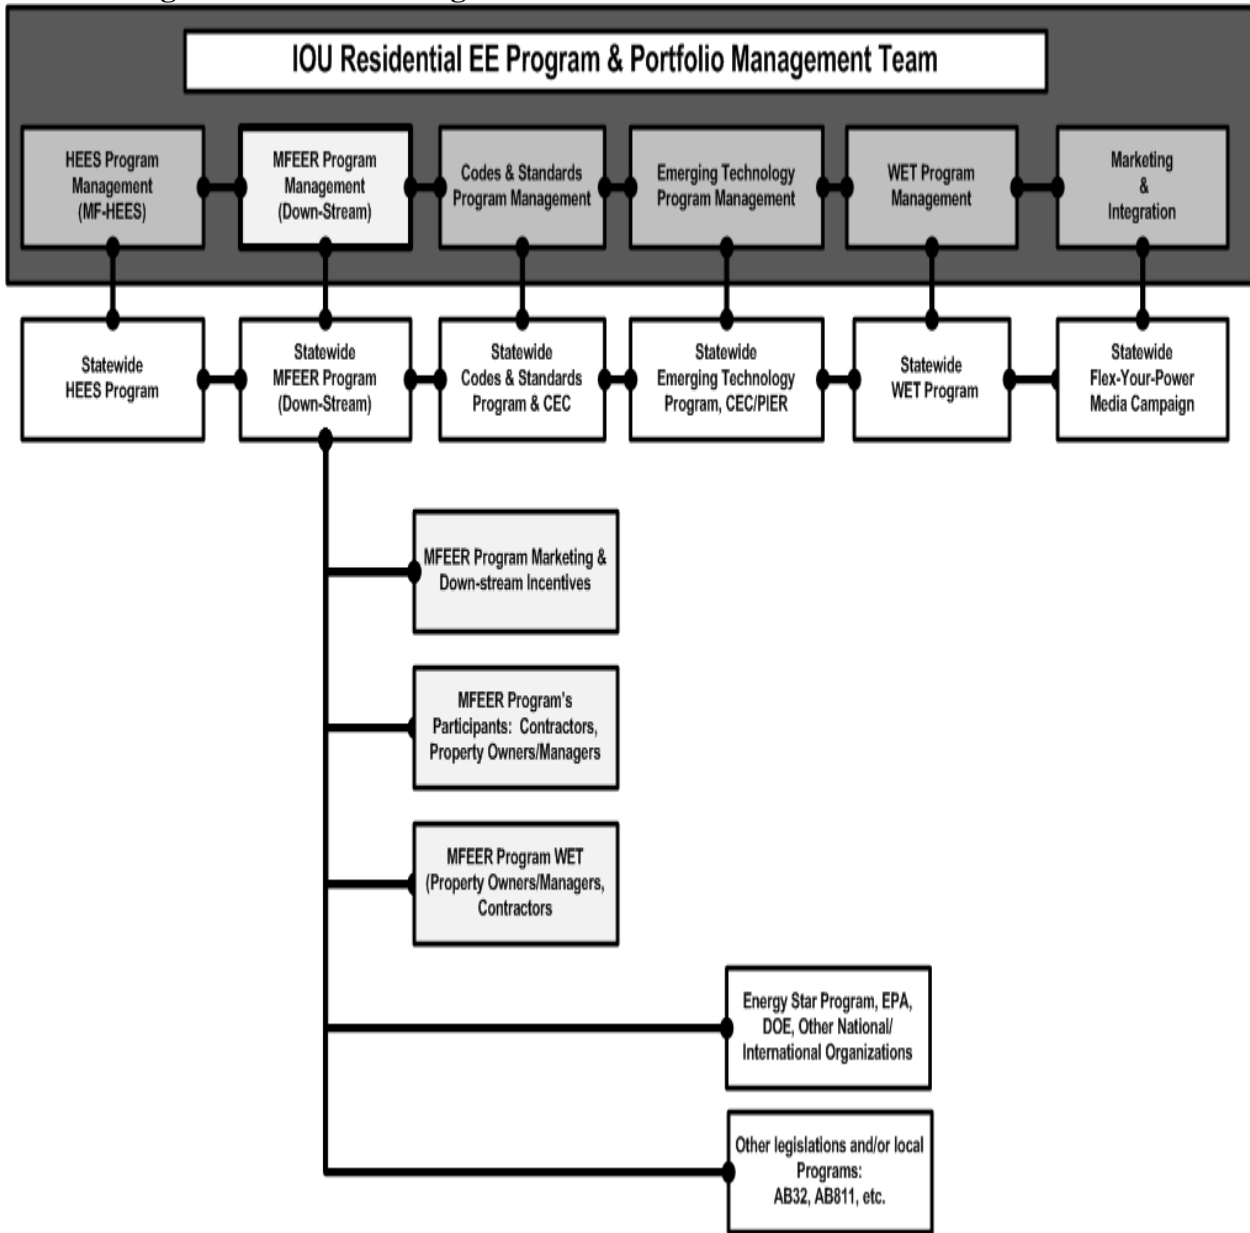 IOU Residential EE Program & Portfolio Management Team
HEES Program
Management
(MF-HEES)
MFEER Program
Management
(Down-Stream)
Codes & Standards
Program Management
Emerging Technology
Program Management
WET Program
Management
Marketing
&
Integration
Statewide
HEES Program
Statewide
MFEER Program
(Down-Stream)
Statewide
Codes & Standards
Program & CEC
Statewide
Emerging Technology
Program, CEC/PIER
Statewide
WET Program
Statewide
Flex-Your-Power
Media Campaign
MFEER Program Marketing &
Down-stream Incentives
MFEER Program's
Participants: Contractors,
Property Owners/Managers
MFEER Program WET
(Property Owners/Managers,
Contractors
Energy Star Program, EPA,
DOE, Other National/
International Organizations
Other legislations and/or local
Programs:
AB32, AB811, etc.